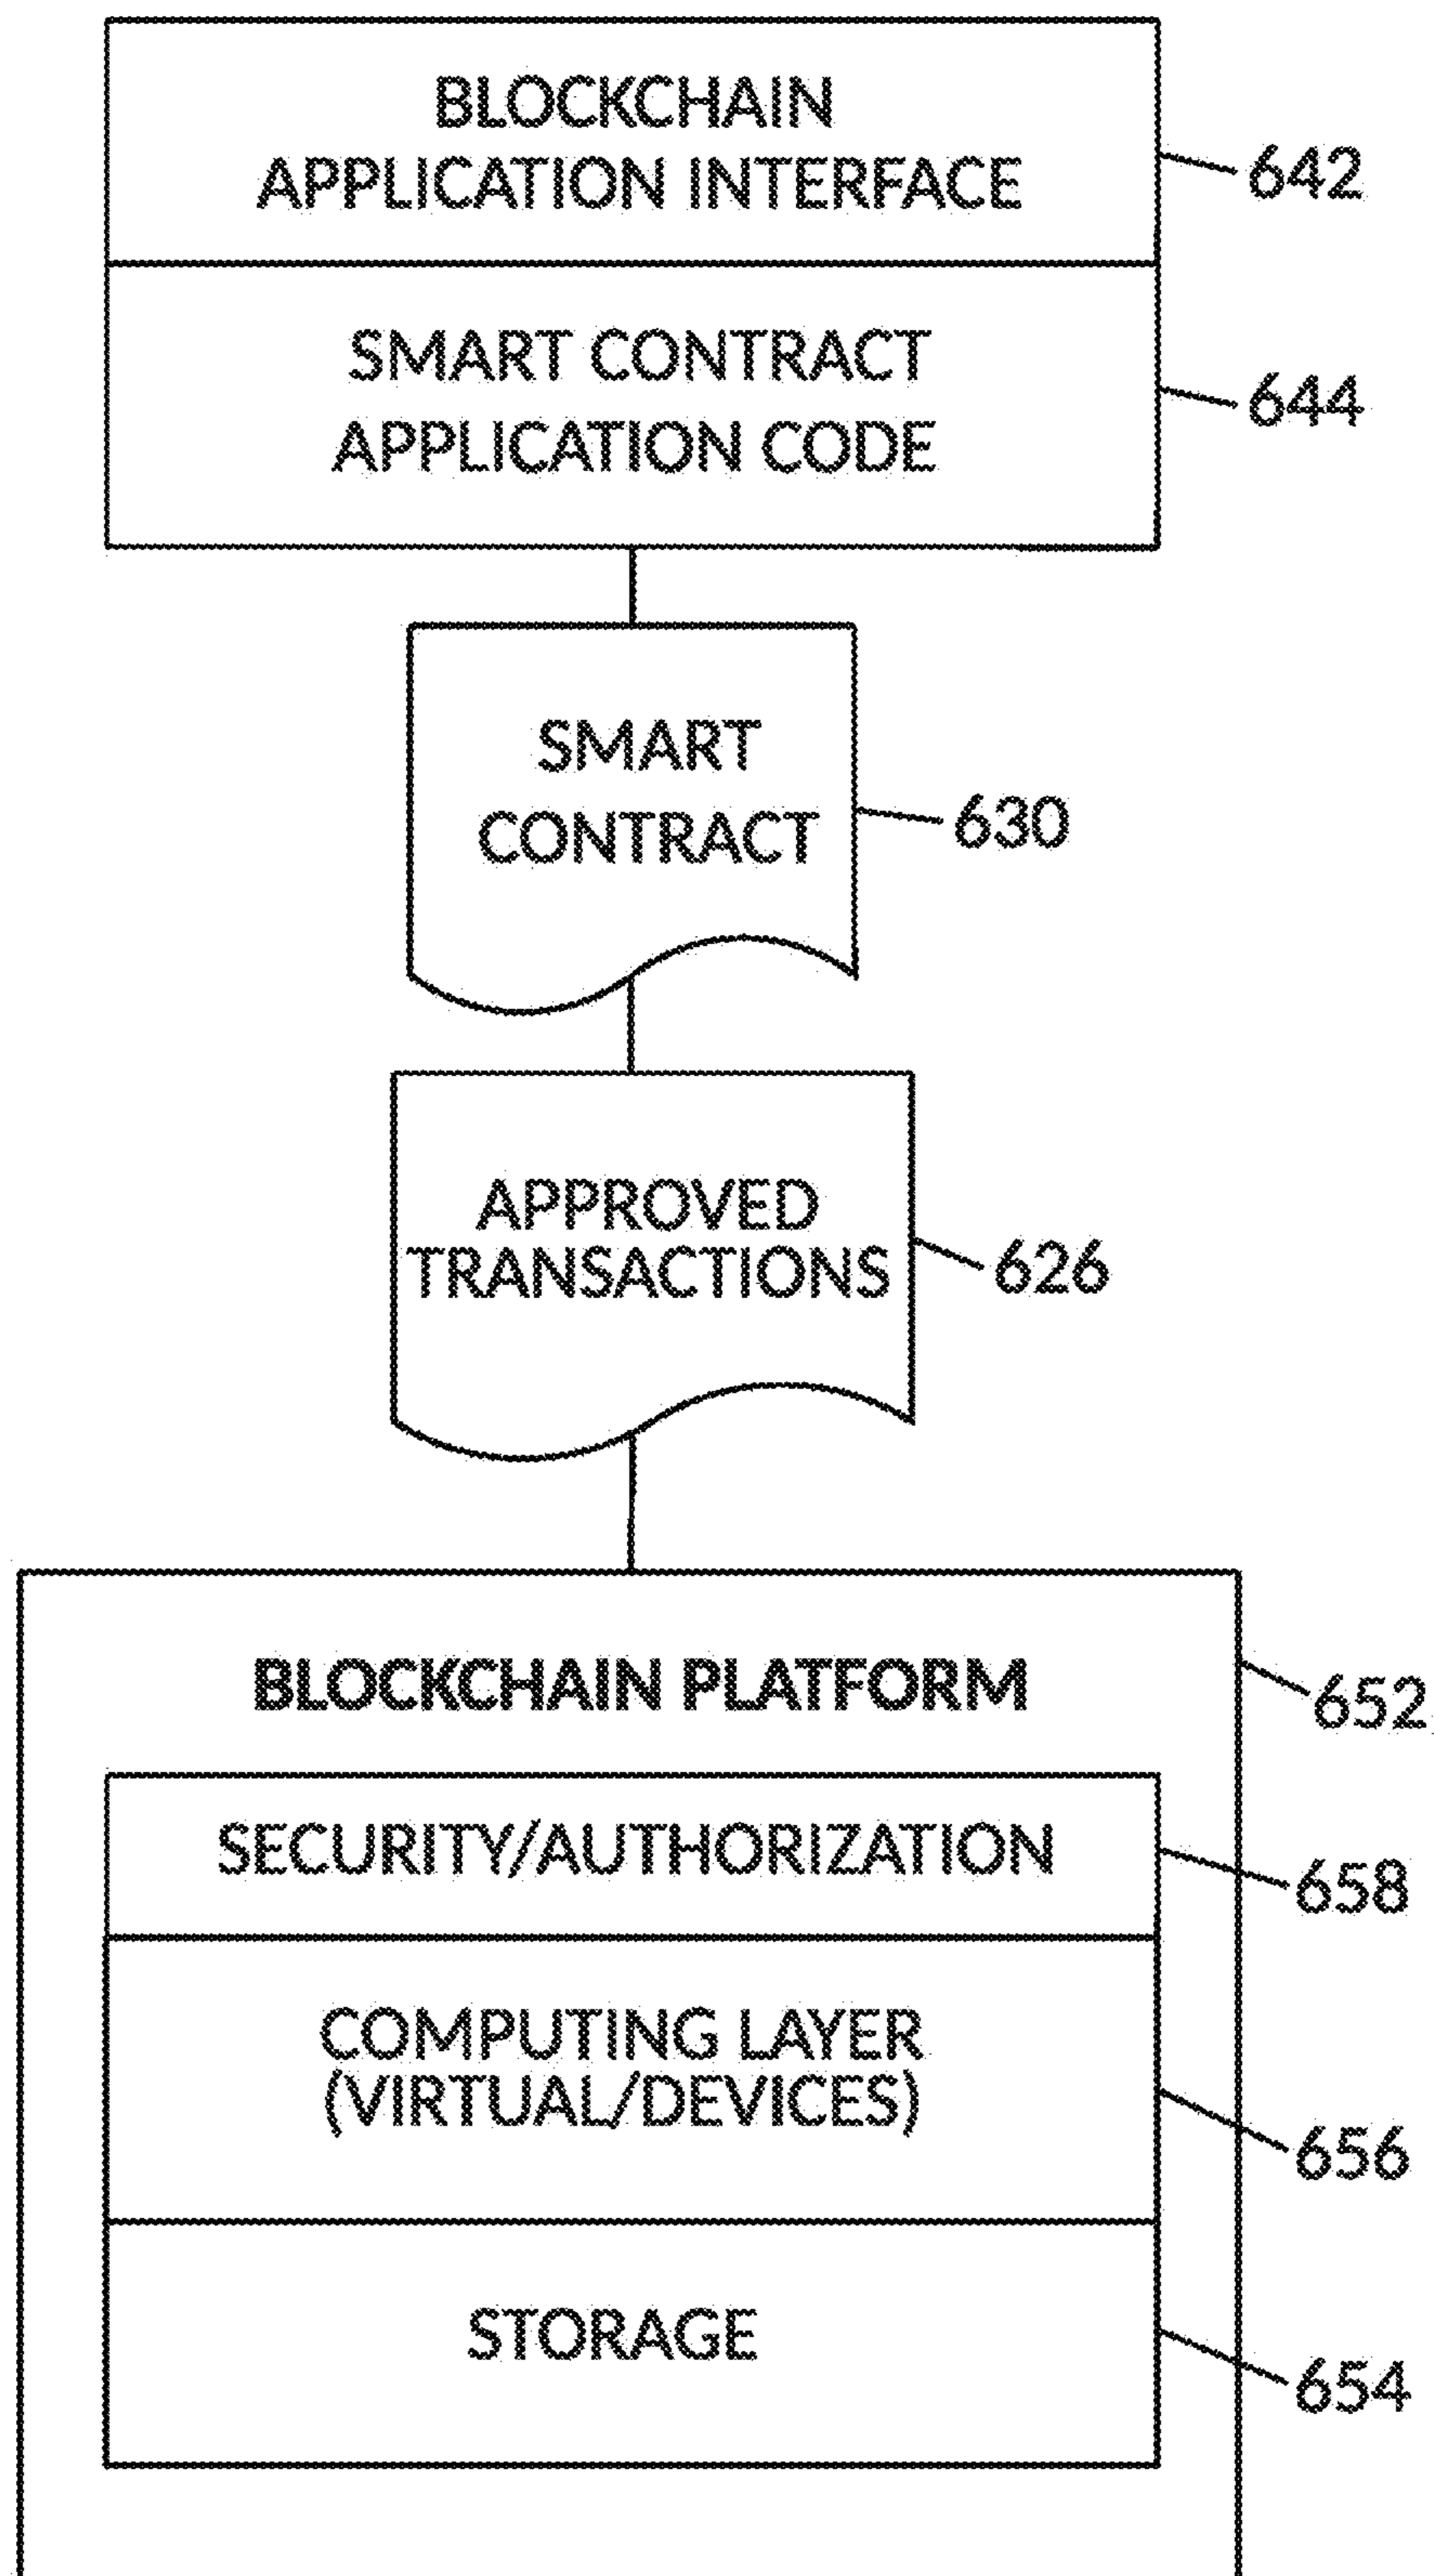 BLOCKCHAIN
APPLICATION INTERFACE
642
SMART CONTRACT
APPLICATION CODE
644
SMART
CONTRACT
630
APPROVED
TRANSACTIONS
626
BLOCKCHAIN PLATFORM
652
SECURITY/AUTHORIZATION
658
COMPUTING LAYER
(VIRTUAL/DEVICES)
656
STORAGE
654